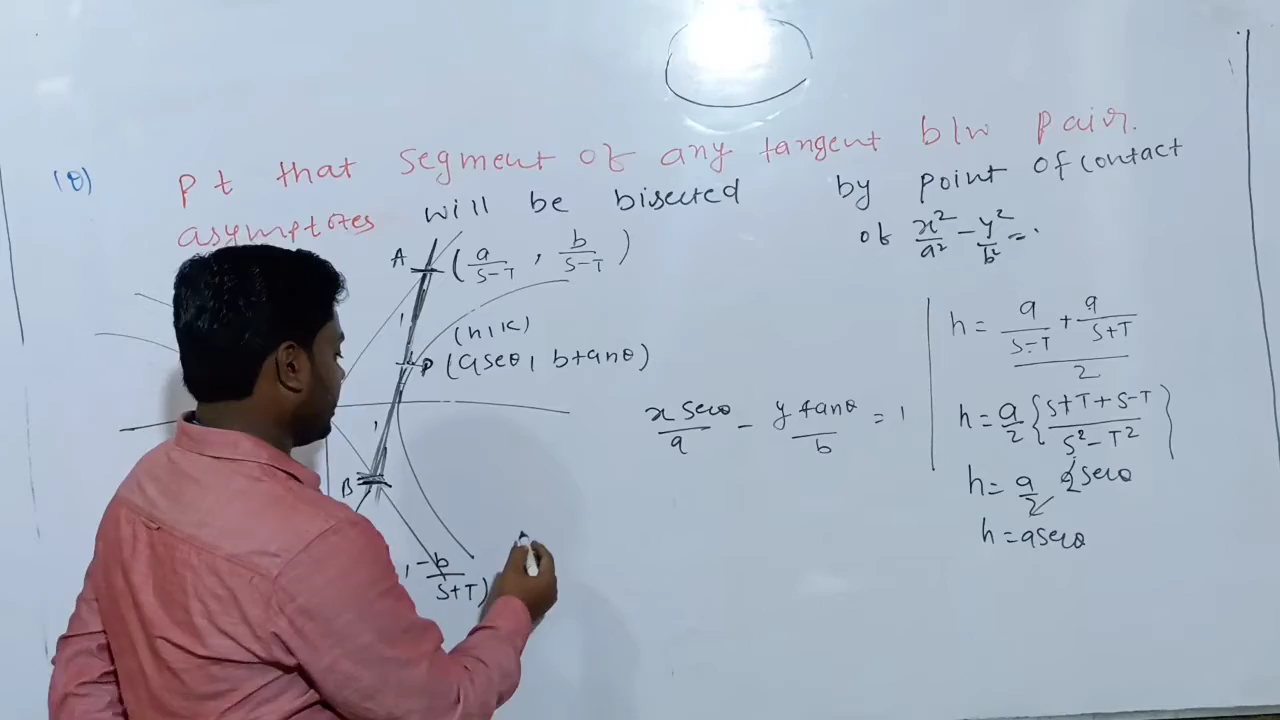 (θ) P t that segment of any tangent b/w pair.
asymptotes will be bisected by point of contact
of x²/a² - y²/b² = .
A (a/S-T , b/S-T)
1
(h, k)
P (a secθ, b tanθ)
1
B
, -b/S+T)
x secθ/a - y tanθ/b = 1
h = (a/S-T + a/S+T)/2
h = a/2 {S+T+S-T/S²-T²}
h = a/2 2secθ
h = a secθ